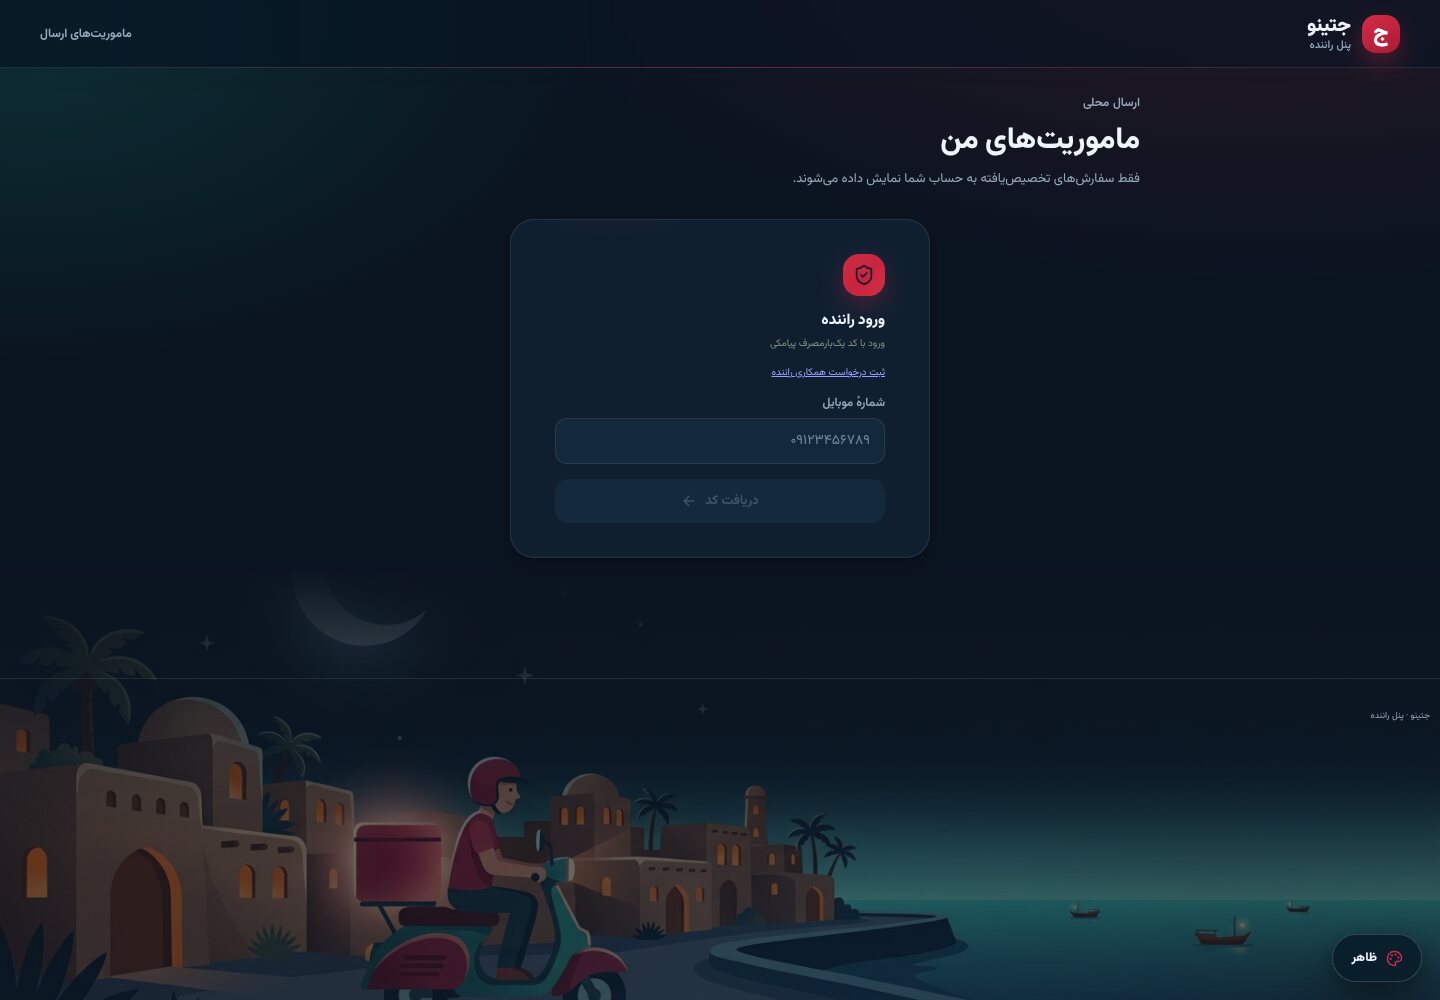 ج
جتینو
پنل راننده
ماموریت‌های ارسال
ارسال محلی
ماموریت‌های من
فقط سفارش‌های تخصیص‌یافته به حساب شما نمایش داده می‌شوند.
ورود راننده
ورود با کد یک‌بارمصرف پیامکی
ثبت درخواست همکاری راننده
شمارهٔ موبایل
۰۹۱۲۳۴۵۶۷۸۹
دریافت کد
جتینو · پنل راننده
ظاهر